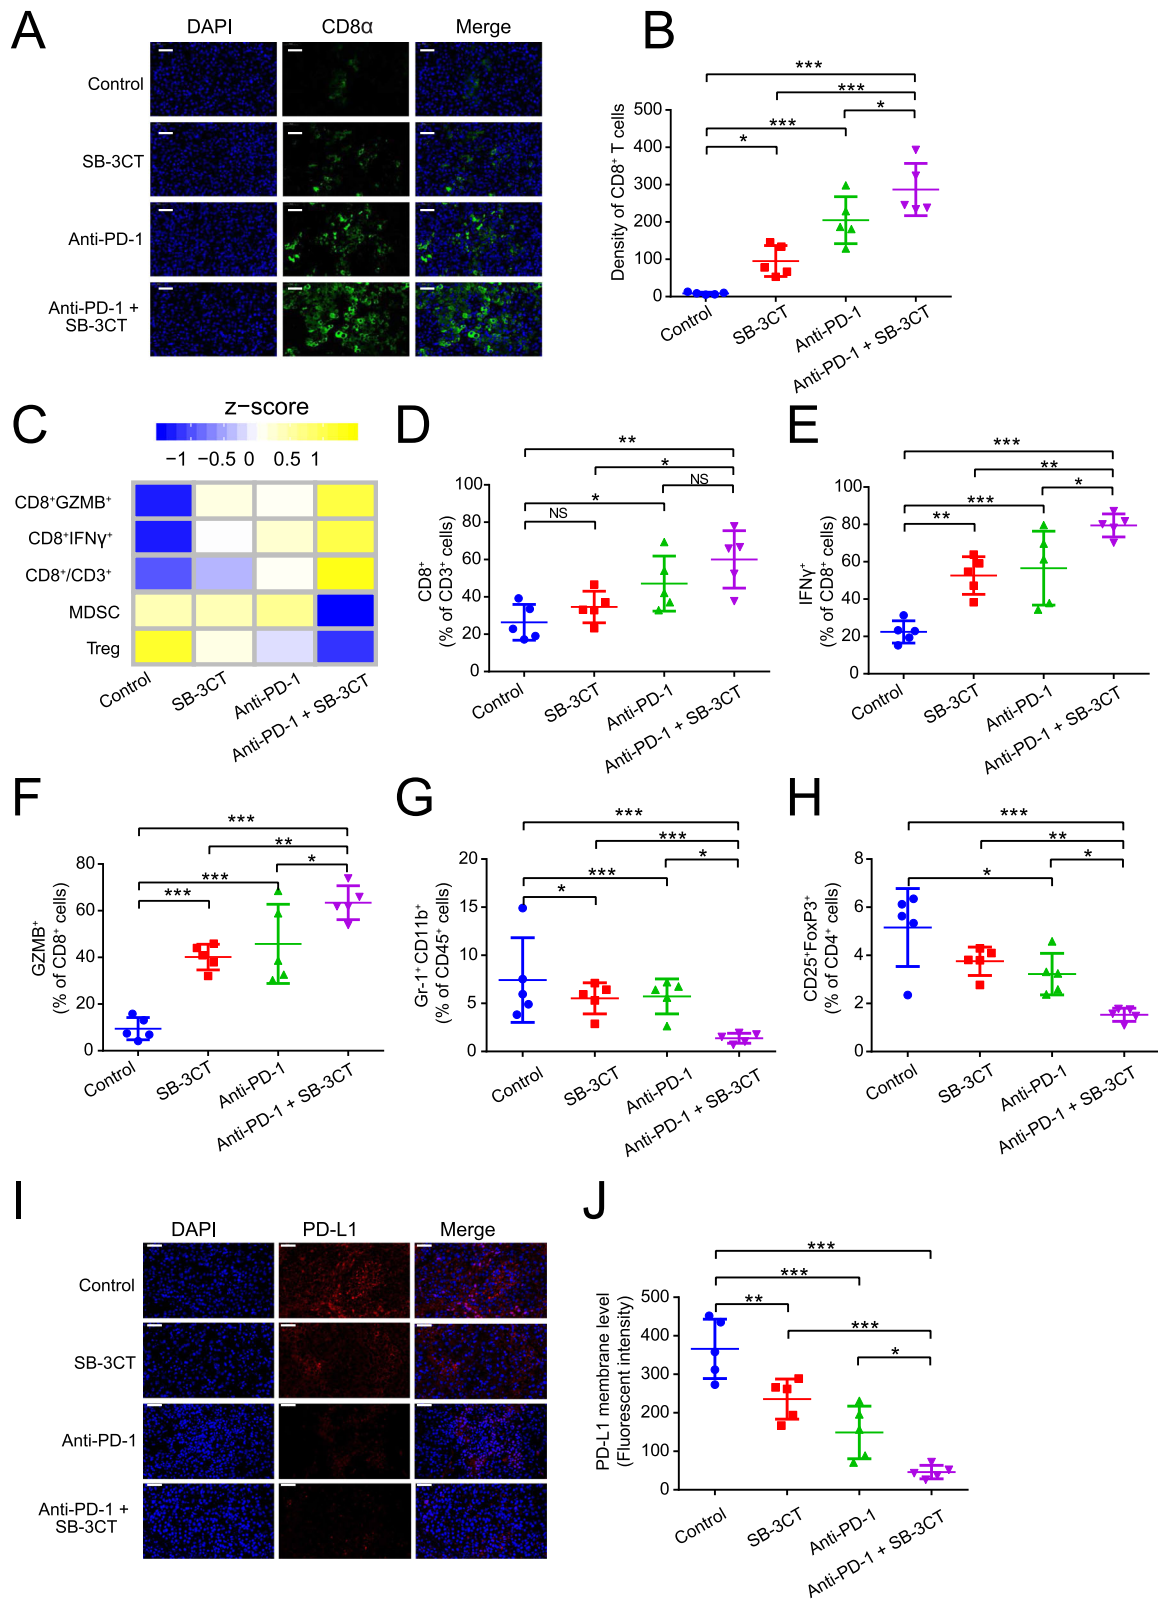 A
DAPI CD8α Merge
Control
SB-3CT
Anti-PD-1
Anti-PD-1 +
SB-3CT
B
***
***
*
***
*
Density of CD8⁺ T cells
500
400
300
200
100
0
Control
SB-3CT
Anti-PD-1
Anti-PD-1 + SB-3CT
C
z−score
−1 −0.5 0 0.5 1
CD8⁺GZMB⁺
CD8⁺IFNγ⁺
CD8⁺/CD3⁺
MDSC
Treg
Control
SB-3CT
Anti-PD-1
Anti-PD-1 + SB-3CT
D
**
*
NS
*
NS
CD8⁺
(% of CD3⁺ cells)
100
80
60
40
20
0
Control
SB-3CT
Anti-PD-1
Anti-PD-1 + SB-3CT
E
***
**
*
***
**
IFNγ⁺
(% of CD8⁺ cells)
100
80
60
40
20
0
Control
SB-3CT
Anti-PD-1
Anti-PD-1 + SB-3CT
F
***
**
*
***
***
GZMB⁺
(% of CD8⁺ cells)
80
60
40
20
0
Control
SB-3CT
Anti-PD-1
Anti-PD-1 + SB-3CT
G
***
***
*
***
*
Gr-1⁺ CD11b⁺
(% of CD45⁺ cells)
20
15
10
5
0
Control
SB-3CT
Anti-PD-1
Anti-PD-1 + SB-3CT
H
***
**
*
*
CD25⁺FoxP3⁺
(% of CD4⁺ cells)
8
6
4
2
0
Control
SB-3CT
Anti-PD-1
Anti-PD-1 + SB-3CT
I
DAPI PD-L1 Merge
Control
SB-3CT
Anti-PD-1
Anti-PD-1 +
SB-3CT
J
***
***
**
***
*
PD-L1 membrane level
(Fluorescent intensity)
500
400
300
200
100
0
Control
SB-3CT
Anti-PD-1
Anti-PD-1 + SB-3CT